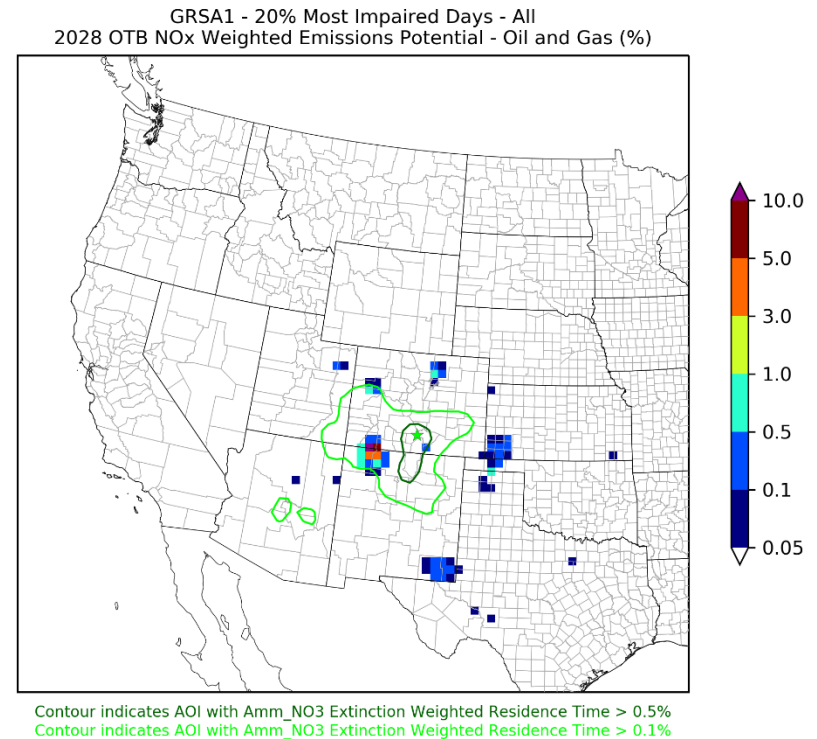 GRSA1 - 20% Most Impaired Days - All
2028 OTB NOx Weighted Emissions Potential - Oil and Gas (%)
10.0
5.0
3.0
1.0
0.5
0.1
0.05
Contour indicates AOI with Amm_NO3 Extinction Weighted Residence Time > 0.5%
Contour indicates AOI with Amm_NO3 Extinction Weighted Residence Time > 0.1%